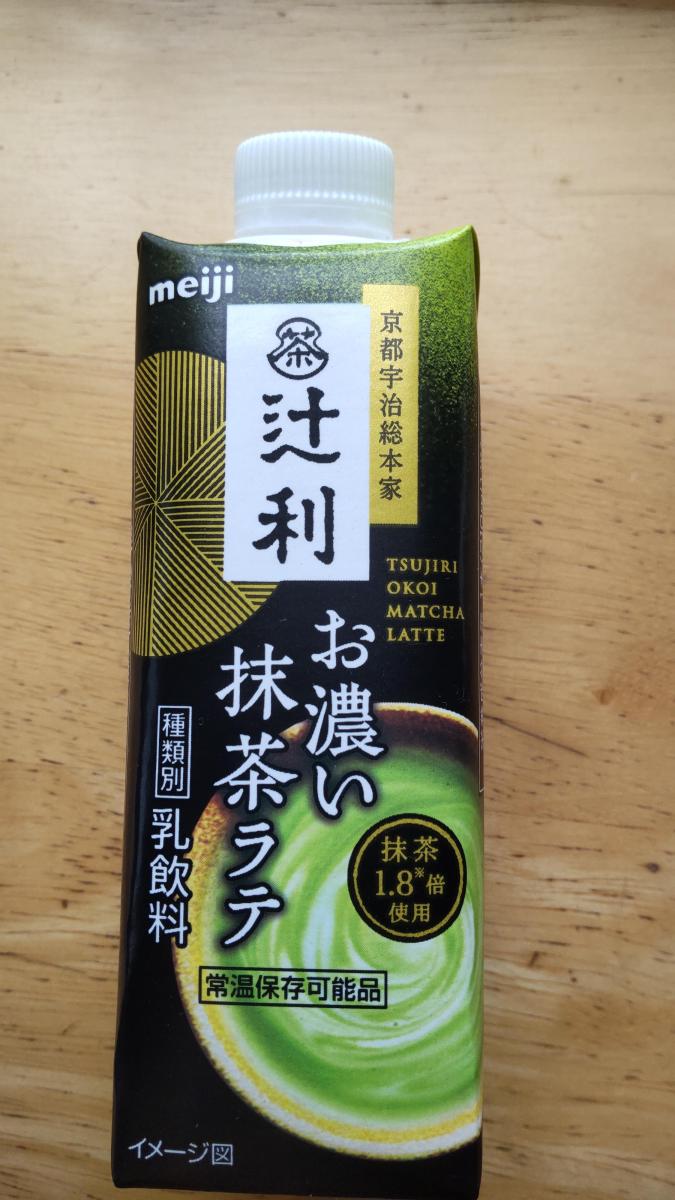 meiji
茶
辻利
京都宇治総本家
TSUJIRI
OKOI
MATCHA
LATTE
お濃い
抹茶ラテ
種類別 乳飲料
抹茶
1.8※倍
使用
常温保存可能品
イメージ図